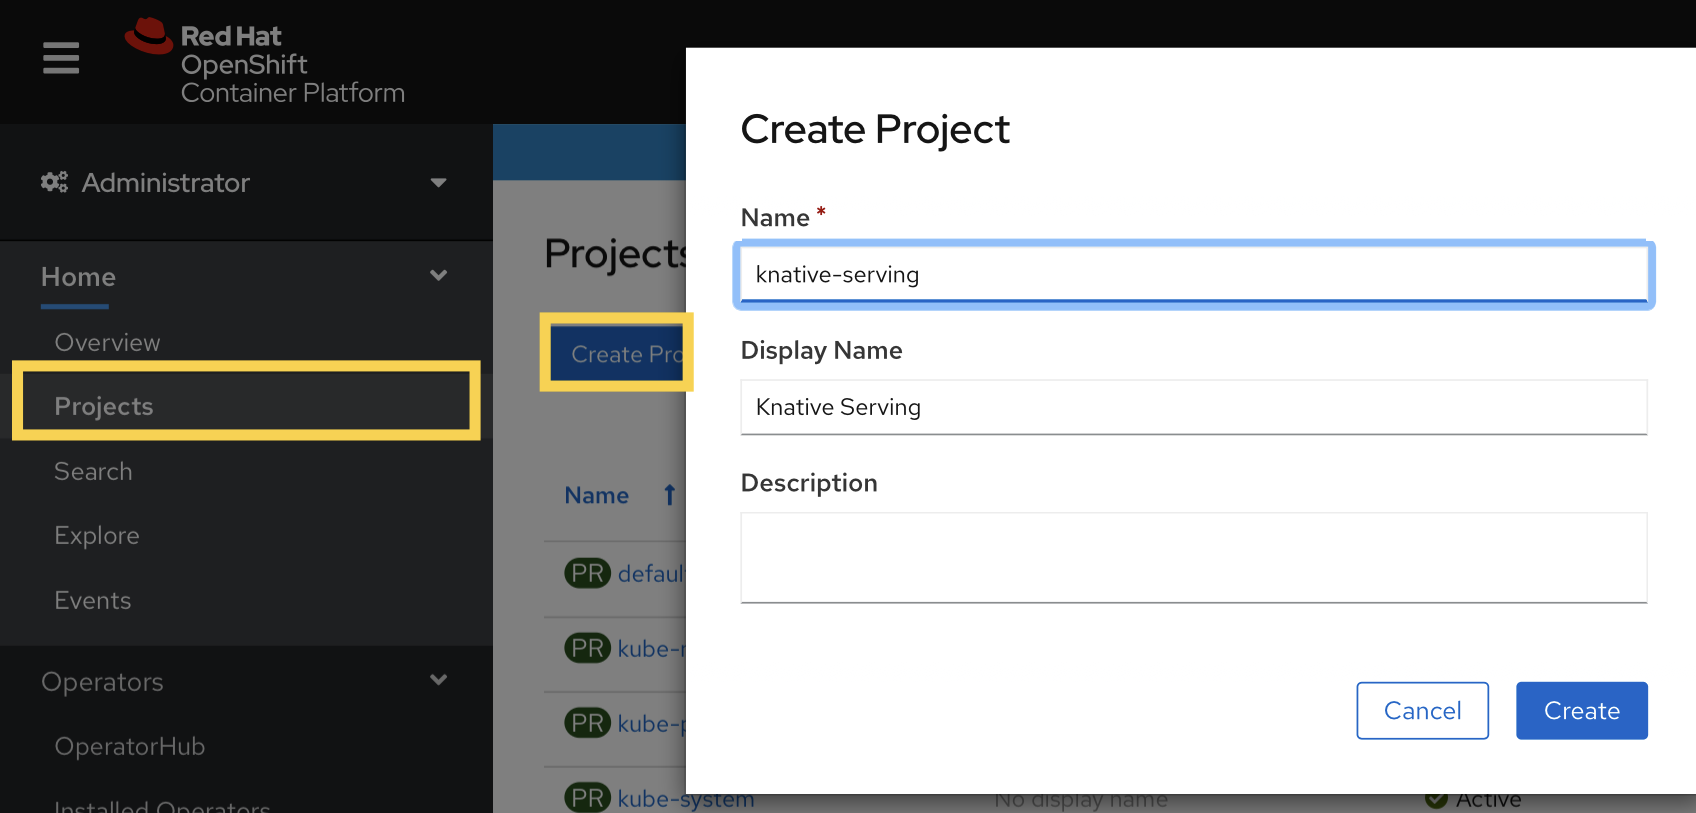 Red Hat
OpenShift
Container Platform
Administrator
Home
Overview
Projects
Search
Explore
Events
Operators
OperatorHub
Installed Operators
Projects
Create Pro
Name
PR default
PR kube-
PR kube-p
PR kube-system No display name Active
Create Project
Name *
knative-serving
Display Name
Knative Serving
Description
Cancel Create